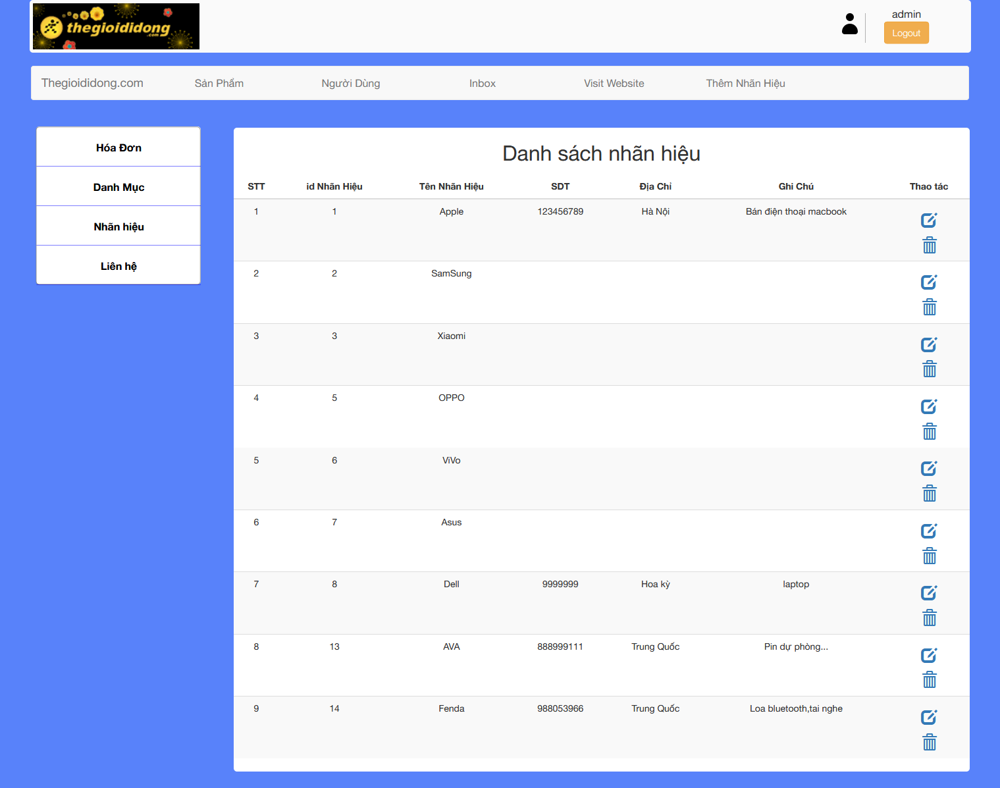 thegioididong
.com
admin
Logout
Thegioididong.com Sản Phẩm Người Dùng Inbox Visit Website Thêm Nhãn Hiệu
Hóa Đơn
Danh Mục
Nhãn hiệu
Liên hệ
Danh sách nhãn hiệu
STT id Nhãn Hiệu Tên Nhãn Hiệu SDT Địa Chỉ Ghi Chú Thao tác
1 1 Apple 123456789 Hà Nội Bán điện thoại macbook
2 2 SamSung
3 3 Xiaomi
4 5 OPPO
5 6 ViVo
6 7 Asus
7 8 Dell 9999999 Hoa kỳ laptop
8 13 AVA 888999111 Trung Quốc Pin dự phòng...
9 14 Fenda 988053966 Trung Quốc Loa bluetooth,tai nghe